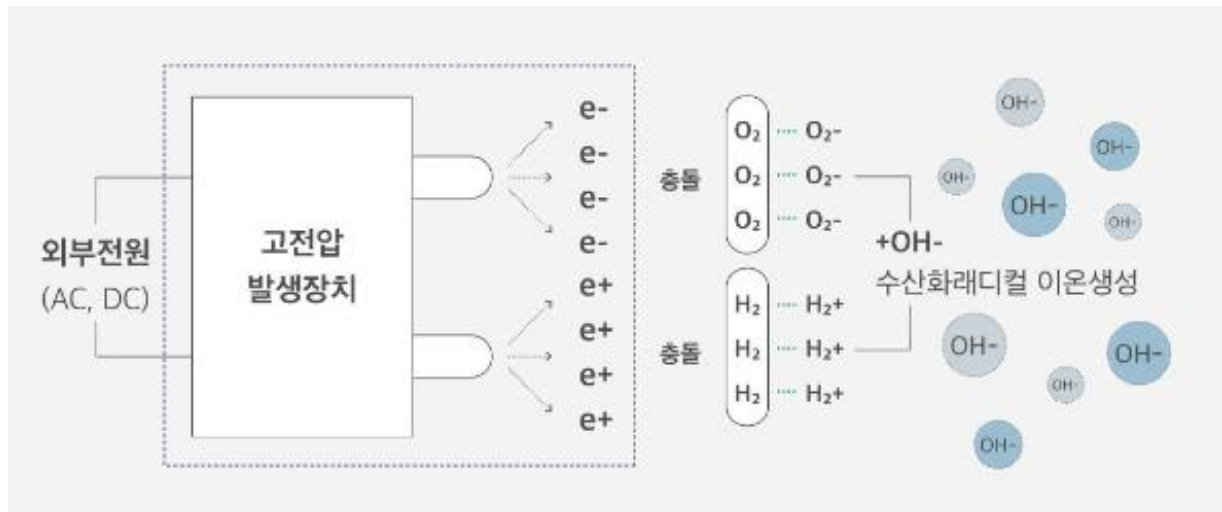 외부전원
(AC, DC)
고전압
발생장치
e-
e-
e-
e-
e+
e+
e+
e+
충돌
충돌
O₂ ···· O₂-
O₂ ···· O₂-
O₂ ···· O₂-
H₂ ···· H₂+
H₂ ···· H₂+
H₂ ···· H₂+
+OH-
수산화래디컬 이온생성
OH-
OH-
OH-
OH-
OH-
OH-
OH-
OH-
OH-